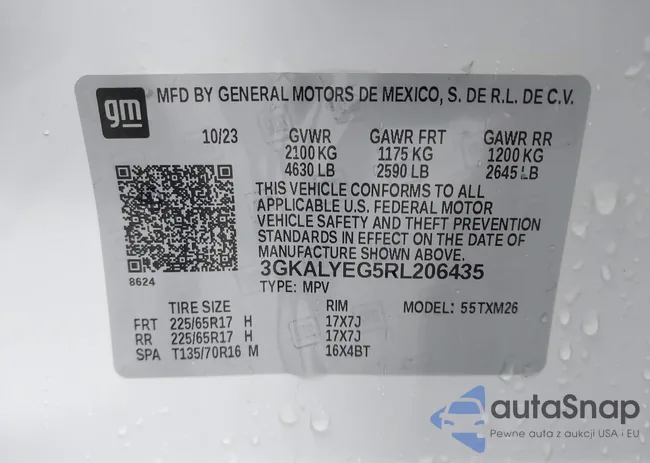 gm MFD BY GENERAL MOTORS DE MEXICO, S. DE R.L. DE C.V.
10/23 GVWR GAWR FRT GAWR RR
2100 KG 1175 KG 1200 KG
4630 LB 2590 LB 2645 LB
THIS VEHICLE CONFORMS TO ALL
APPLICABLE U.S. FEDERAL MOTOR
VEHICLE SAFETY AND THEFT PREVENTION
STANDARDS IN EFFECT ON THE DATE OF
MANUFACTURE SHOWN ABOVE.
3GKALYEG5RL206435
8624
TYPE: MPV
TIRE SIZE RIM MODEL: 55TXM26
FRT 225/65R17 H 17X7J
RR 225/65R17 H 17X7J
SPA T135/70R16 M 16X4BT
autaSnap
Pewne auta z aukcji USA i EU